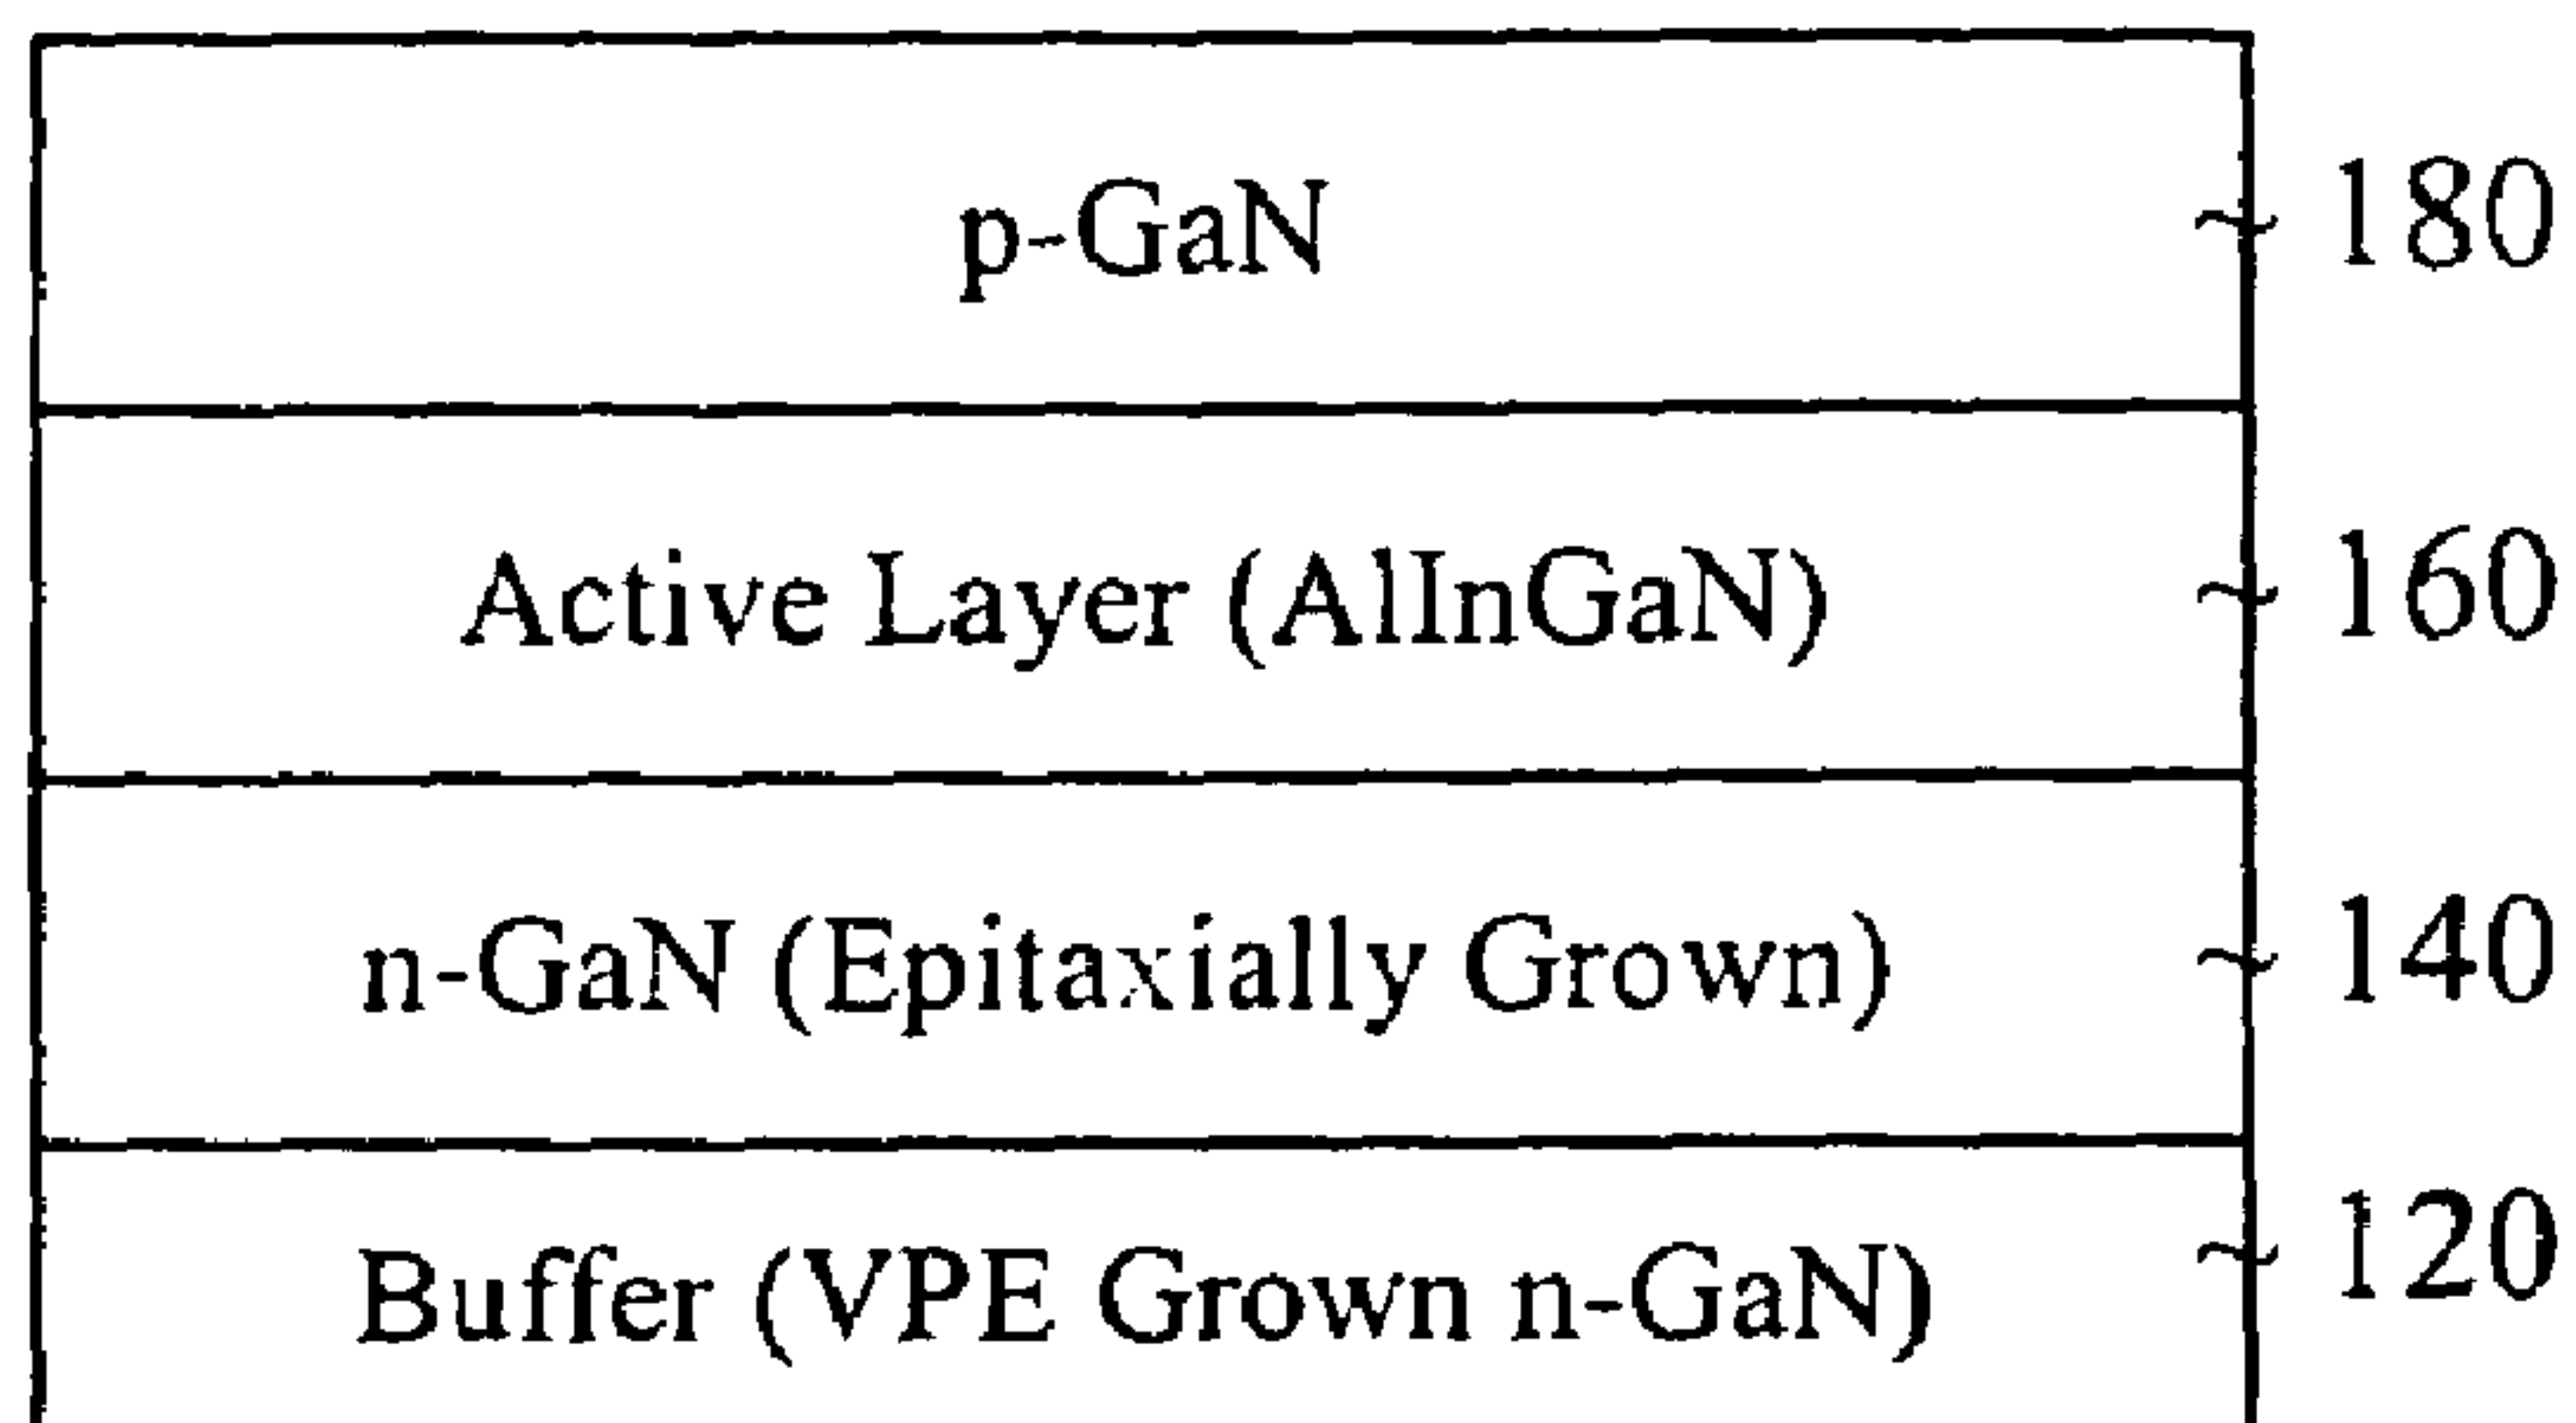 p-GaN 180
Active Layer (AlInGaN) 160
n-GaN (Epitaxially Grown) 140
Buffer (VPE Grown n-GaN) 120